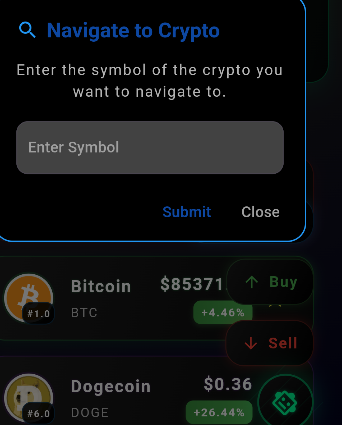 Navigate to Crypto
Enter the symbol of the crypto you
want to navigate to.
Enter Symbol
Submit Close
Bitcoin $85371.
Buy
#1.0 BTC +4.46%
Sell
Dogecoin $0.36
#6.0 DOGE +26.44%